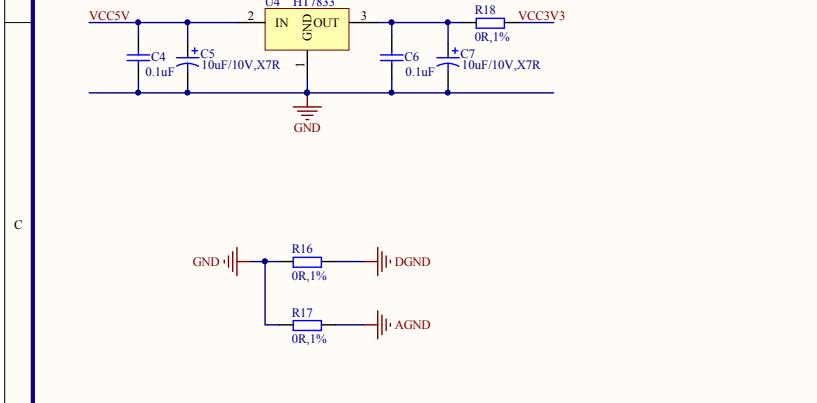 U4 HT7833
VCC5V 2 IN GND OUT 3 R18 VCC3V3
0R,1%
1
C4 + C5 C6 + C7
0.1uF 10uF/10V,X7R 0.1uF 10uF/10V,X7R
GND
C
R16
GND DGND
0R,1%
R17
AGND
0R,1%